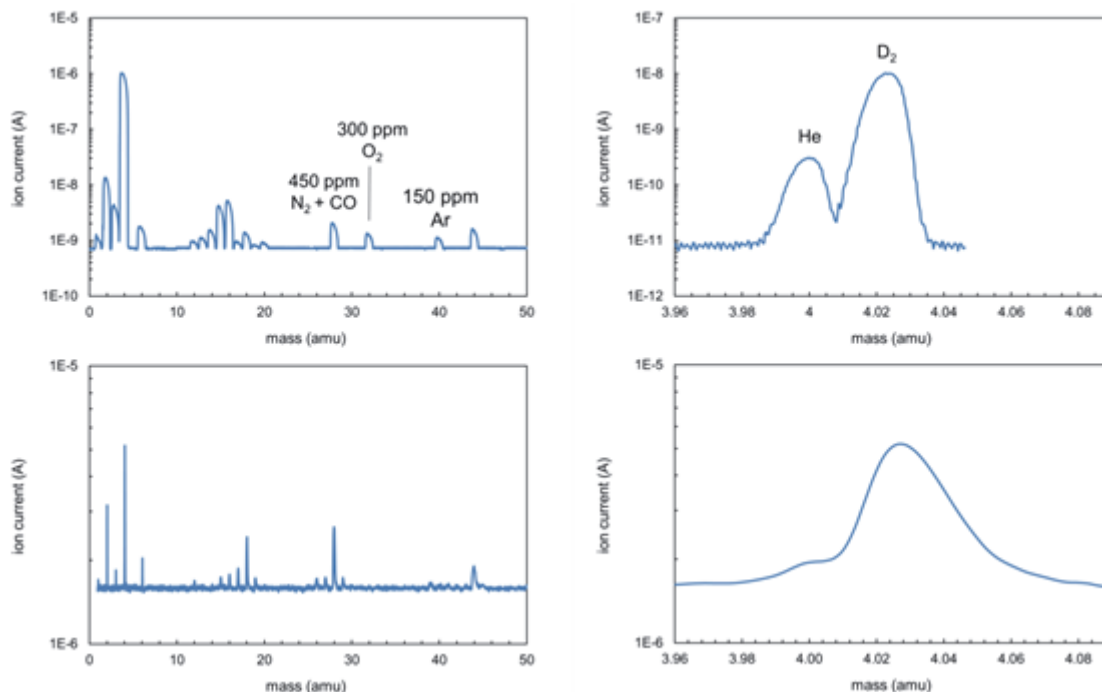 1E-5
1E-6
1E-7
1E-8
1E-9
1E-10
ion current (A)
450 ppm
N₂ + CO
300 ppm
O₂
150 ppm
Ar
0 10 20 30 40 50
mass (amu)
1E-7
1E-8
1E-9
1E-10
1E-11
1E-12
ion current (A)
He
D₂
3.96 3.98 4 4.02 4.04 4.06 4.08
mass (amu)
1E-5
1E-6
ion current (A)
0 10 20 30 40 50
mass (amu)
1E-5
1E-6
ion current (A)
3.96 3.98 4.00 4.02 4.04 4.06 4.08
mass (amu)